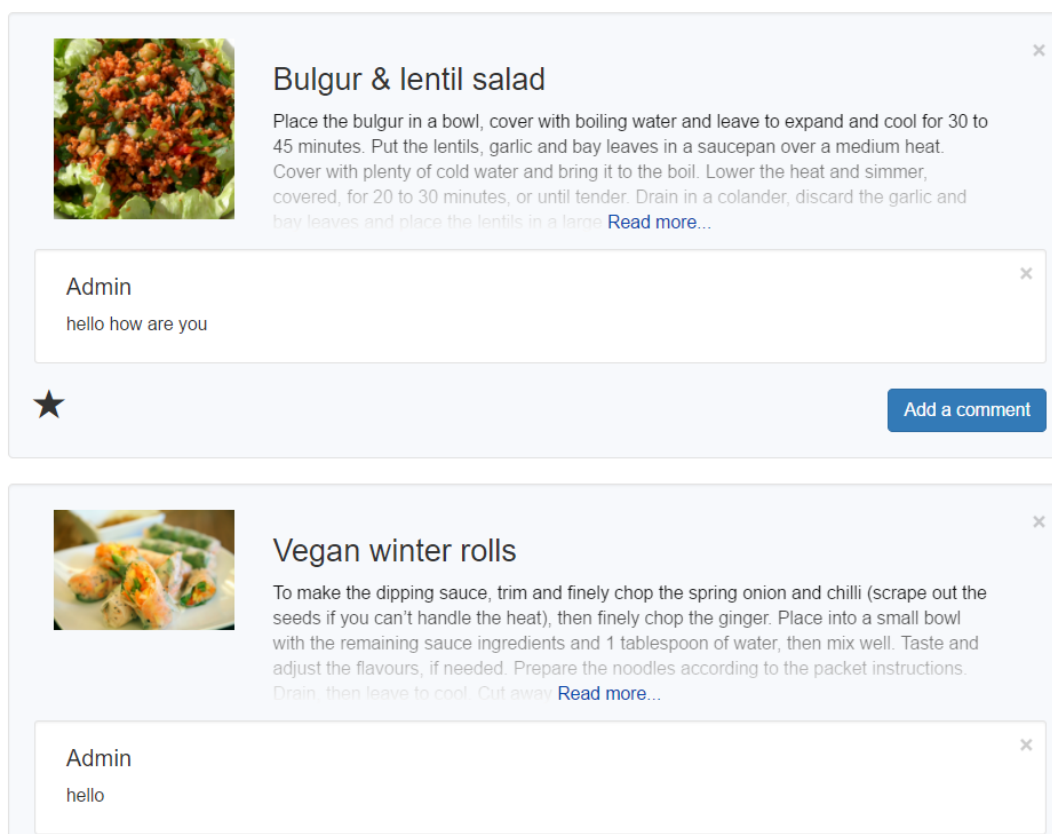 ×
Bulgur & lentil salad
Place the bulgur in a bowl, cover with boiling water and leave to expand and cool for 30 to
45 minutes. Put the lentils, garlic and bay leaves in a saucepan over a medium heat.
Cover with plenty of cold water and bring it to the boil. Lower the heat and simmer,
covered, for 20 to 30 minutes, or until tender. Drain in a colander, discard the garlic and
bay leaves and place the lentils in a large Read more...
×
Admin
hello how are you
★
Add a comment
×
Vegan winter rolls
To make the dipping sauce, trim and finely chop the spring onion and chilli (scrape out the
seeds if you can’t handle the heat), then finely chop the ginger. Place into a small bowl
with the remaining sauce ingredients and 1 tablespoon of water, then mix well. Taste and
adjust the flavours, if needed. Prepare the noodles according to the packet instructions.
Drain, then leave to cool. Cut away Read more...
×
Admin
hello